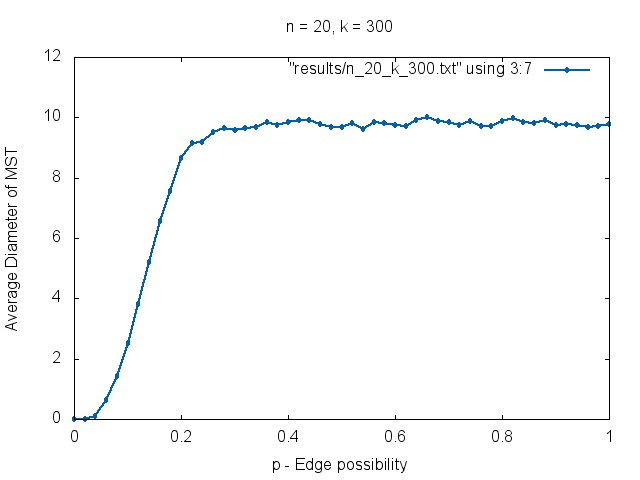 n = 20, k = 300
"results/n_20_k_300.txt" using 3:7
Average Diameter of MST
12
10
8
6
4
2
0
0 0.2 0.4 0.6 0.8 1
p - Edge possibility